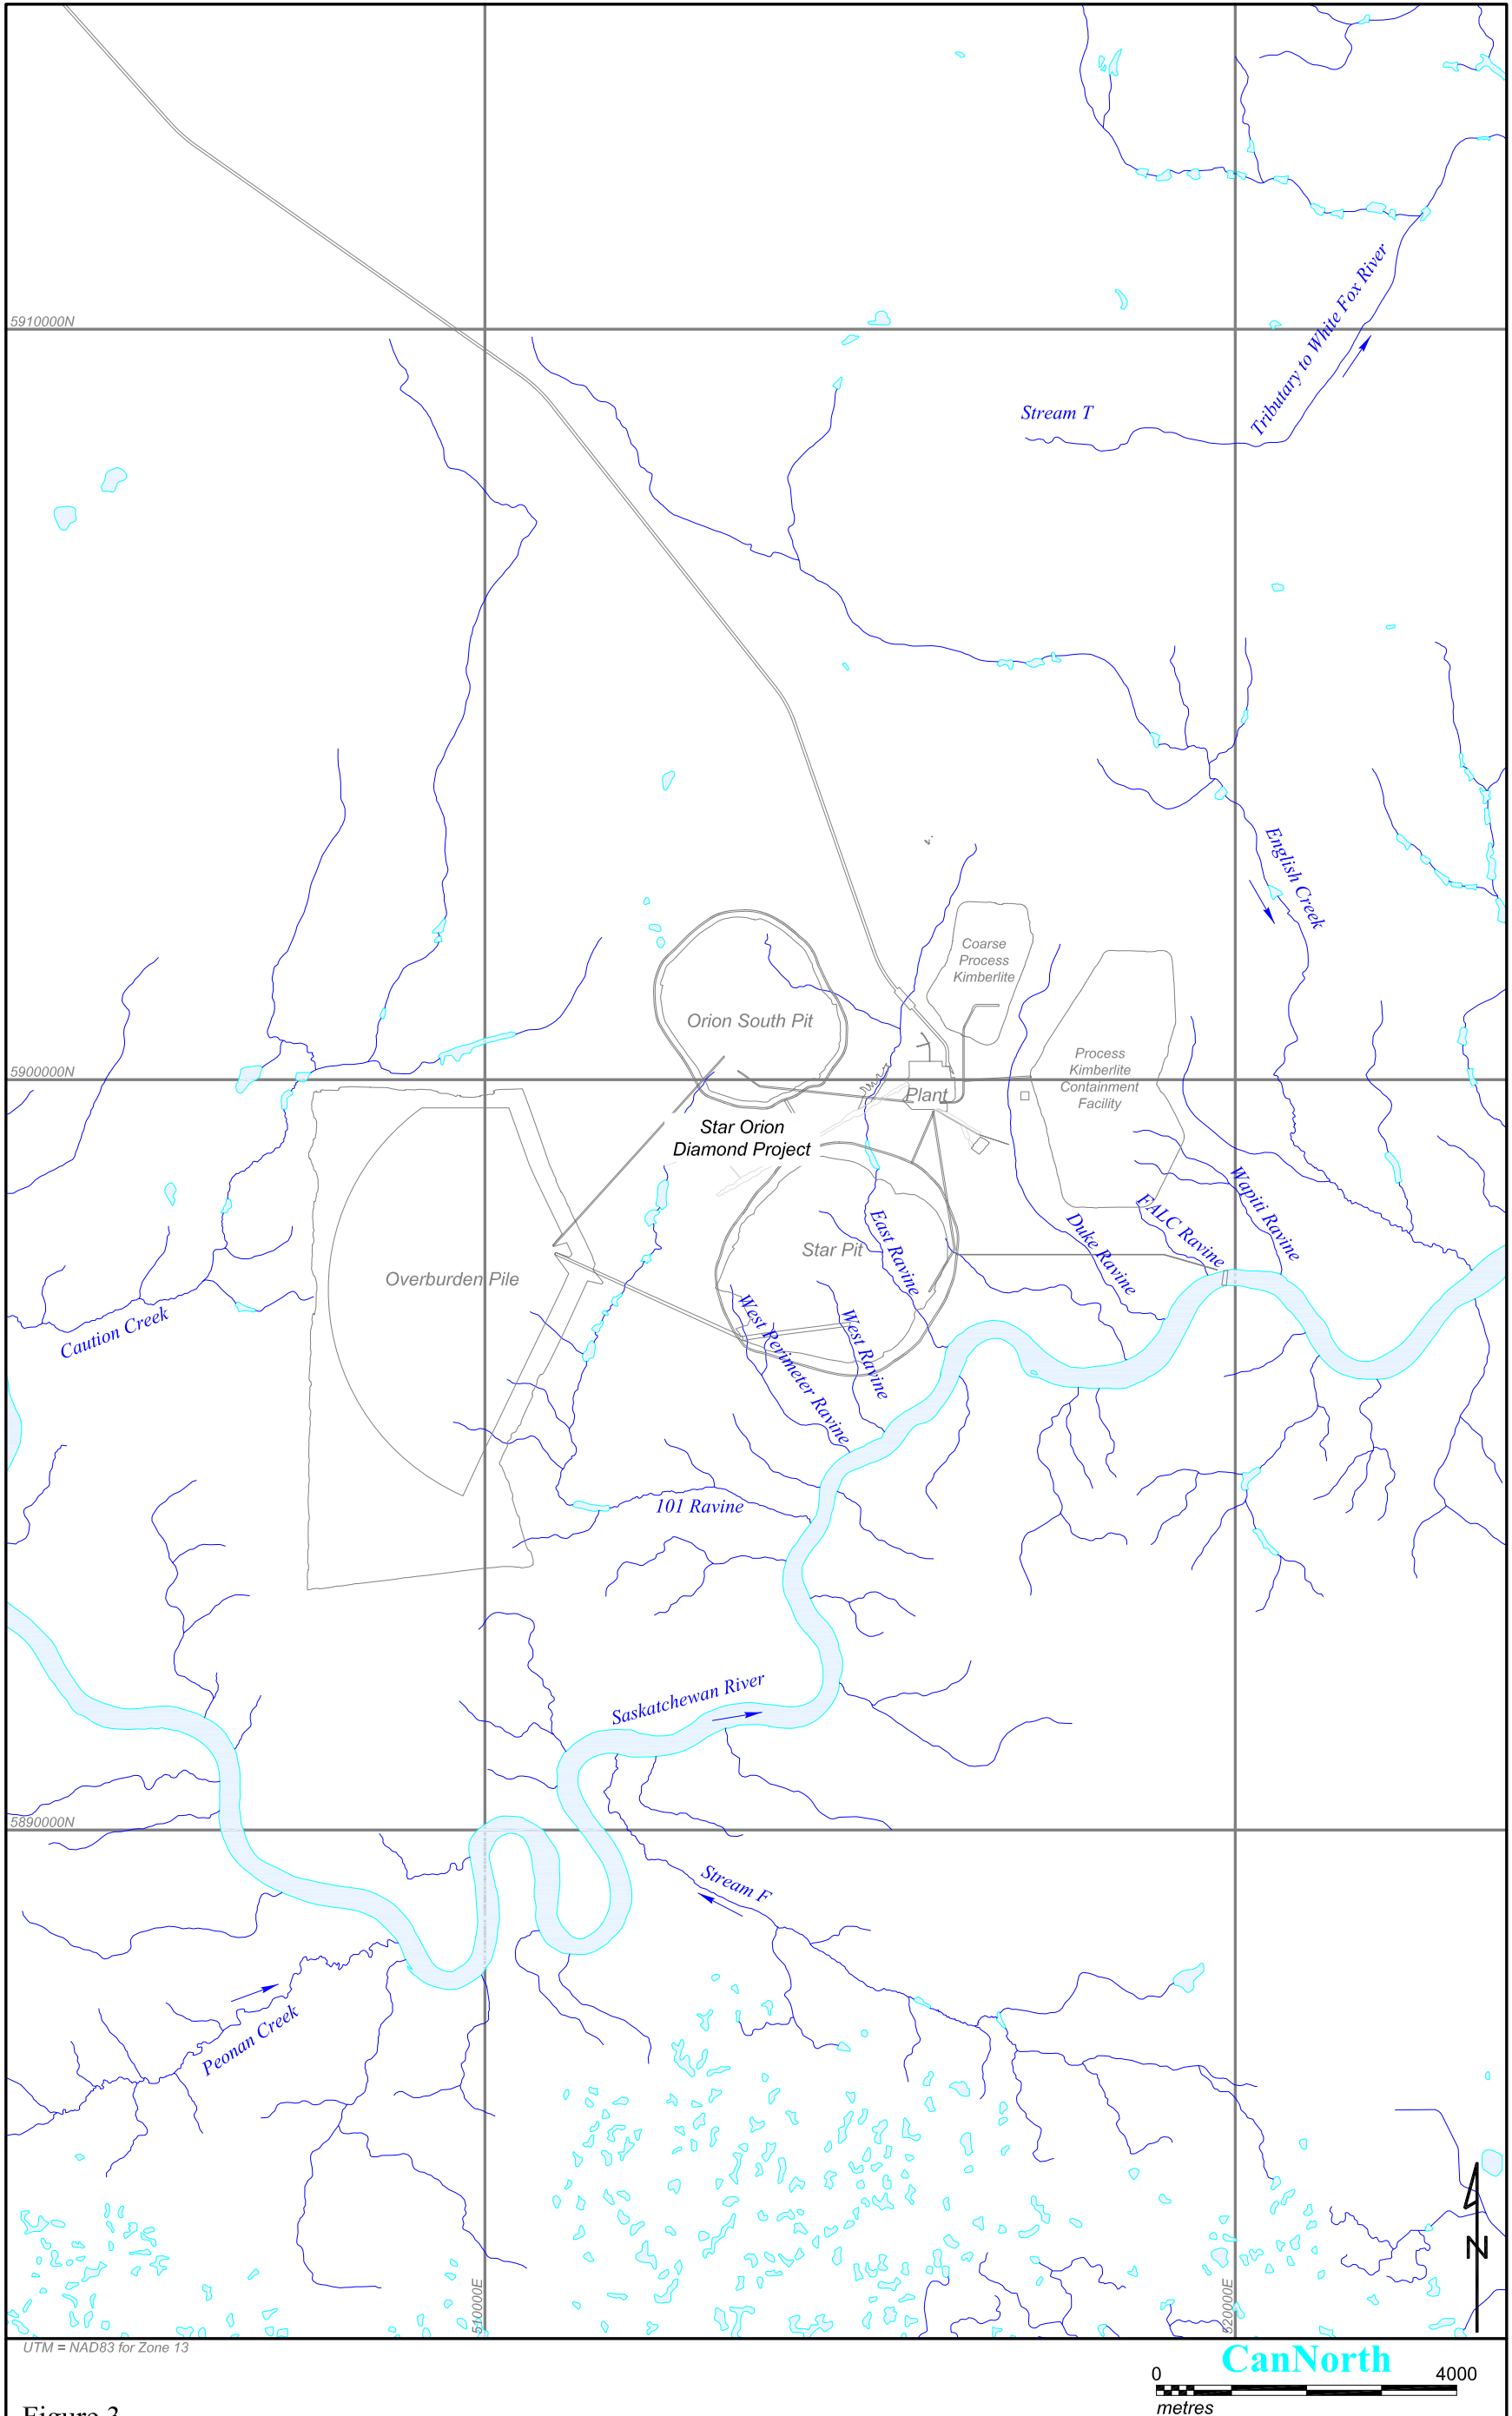 5910000N
Tributary to White Fox River
Stream T
English Creek
Coarse
Process
Kimberlite
Orion South Pit
Process
Kimberlite
Containment
Facility
5900000N
Plant
Star Orion
Diamond Project
Wapiti Ravine
FALC Ravine
Duke Ravine
East Ravine
Star Pit
Overburden Pile
Caution Creek
West Perimeter Ravine
West Ravine
101 Ravine
Saskatchewan River
5890000N
Stream F
Peonan Creek
510000E
520000E
N
UTM = NAD83 for Zone 13
CanNorth
0 4000
metres
Figure 3